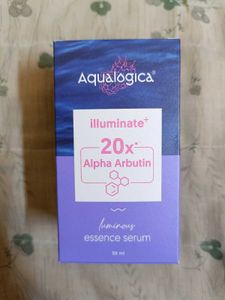 Aqualogica®
illuminate+
20x*
Alpha Arbutin
luminous
essence serum